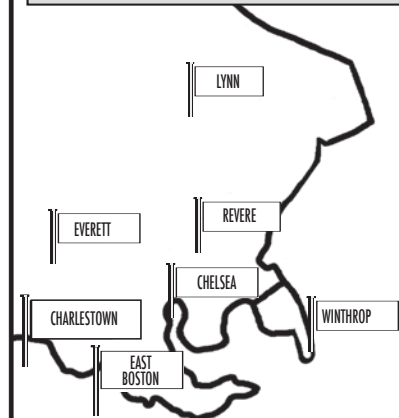 LYNN
REVERE
EVERETT
CHELSEA
CHARLESTOWN
WINTHROP
EAST
BOSTON